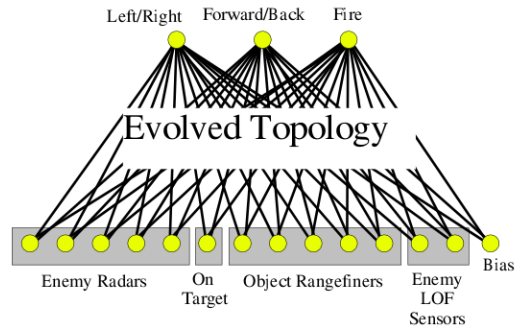 Left/Right
Forward/Back
Fire
Evolved Topology
Enemy Radars
On
Target
Object Rangefiners
Enemy
LOF
Sensors
Bias